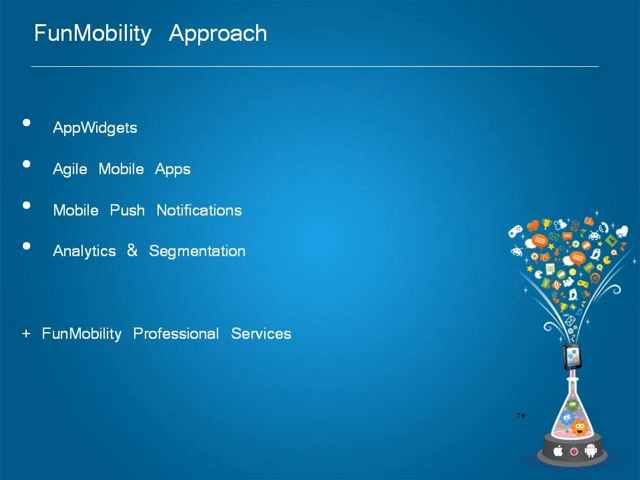 FunMobility Approach
• AppWidgets
• Agile Mobile Apps
• Mobile Push Notifications
• Analytics & Segmentation
+ FunMobility Professional Services
TM